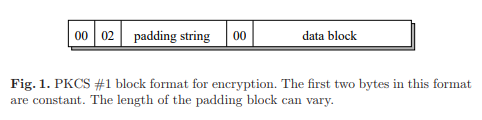 00 02 padding string 00 data block
Fig. 1. PKCS #1 block format for encryption. The first two bytes in this format
are constant. The length of the padding block can vary.